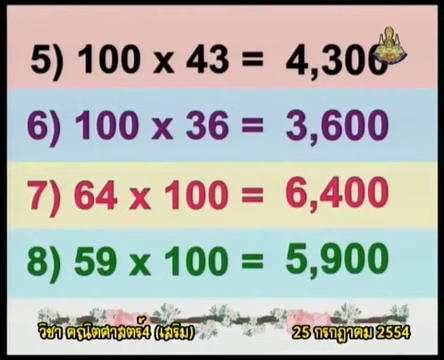 5) 100 x 43 = 4,300
6) 100 x 36 = 3,600
7) 64 x 100 = 6,400
8) 59 x 100 = 5,900
วิชา คณิตศาสตร์4 (เสริม) 25 กรกฎาคม 2554